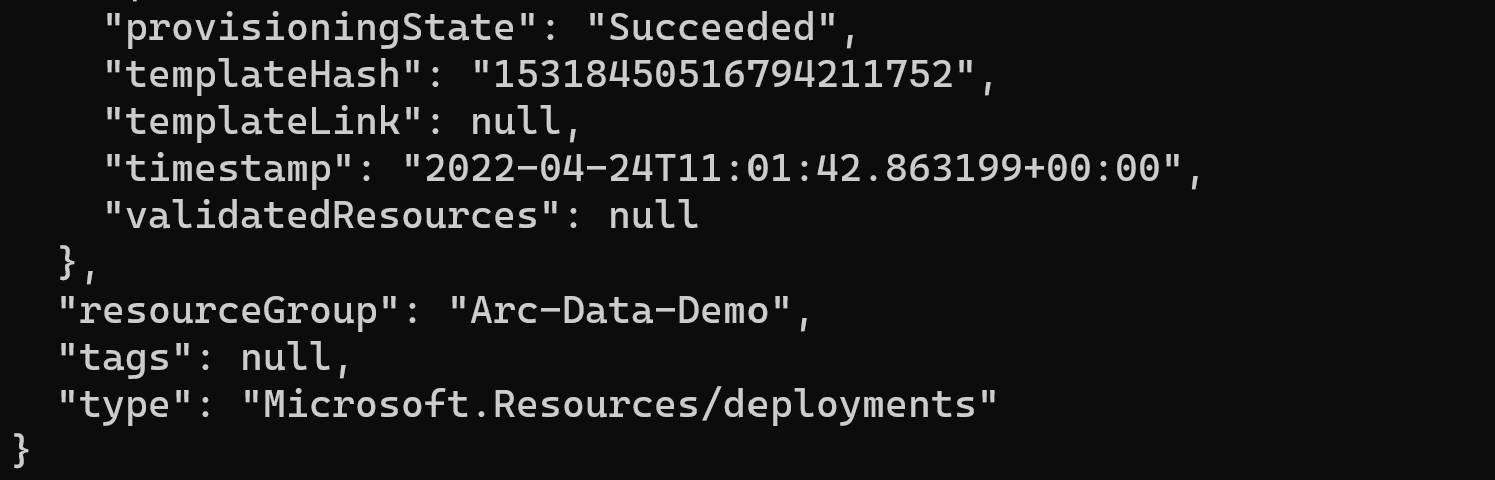 "provisioningState": "Succeeded",
"templateHash": "15318450516794211752",
"templateLink": null,
"timestamp": "2022-04-24T11:01:42.863199+00:00",
"validatedResources": null
},
"resourceGroup": "Arc-Data-Demo",
"tags": null,
"type": "Microsoft.Resources/deployments"
}